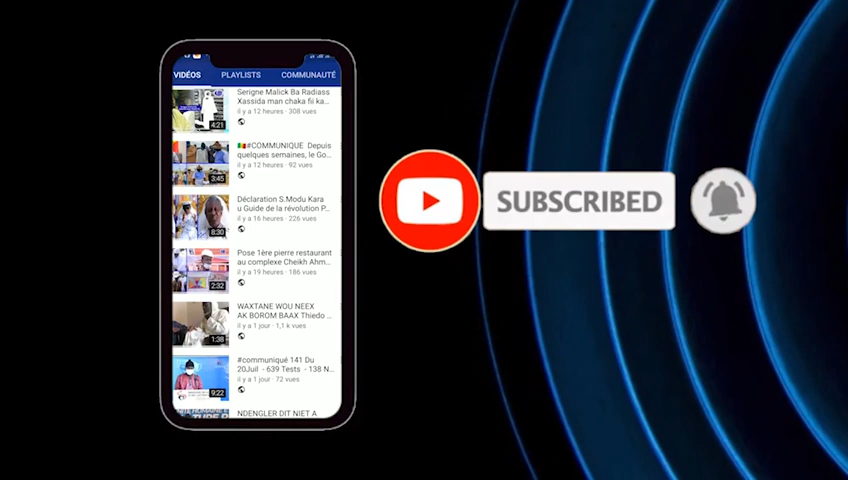 VIDÉOS PLAYLISTS COMMUNAUTÉ
Serigne Malick Ba Radiass
Xassida man chaka fii ka...
il y a 12 heures · 308 vues
4:21
#COMMUNIQUE Depuis
quelques semaines, le Go...
il y a 12 heures · 92 vues
3:45
Déclaration S.Modu Kara
u Guide de la révolution P...
il y a 16 heures · 226 vues
8:30
Pose 1ère pierre restaurant
au complexe Cheikh Ahm...
il y a 19 heures · 186 vues
2:32
WAXTANE WOU NEEX
AK BOROM BAAX Thiedo ...
il y a 1 jour · 1,1 k vues
1:38
#communiqué 141 Du
20Juil - 639 Tests - 138 N...
il y a 1 jour · 72 vues
9:22
NDENGLER DIT NIET A
SUBSCRIBED